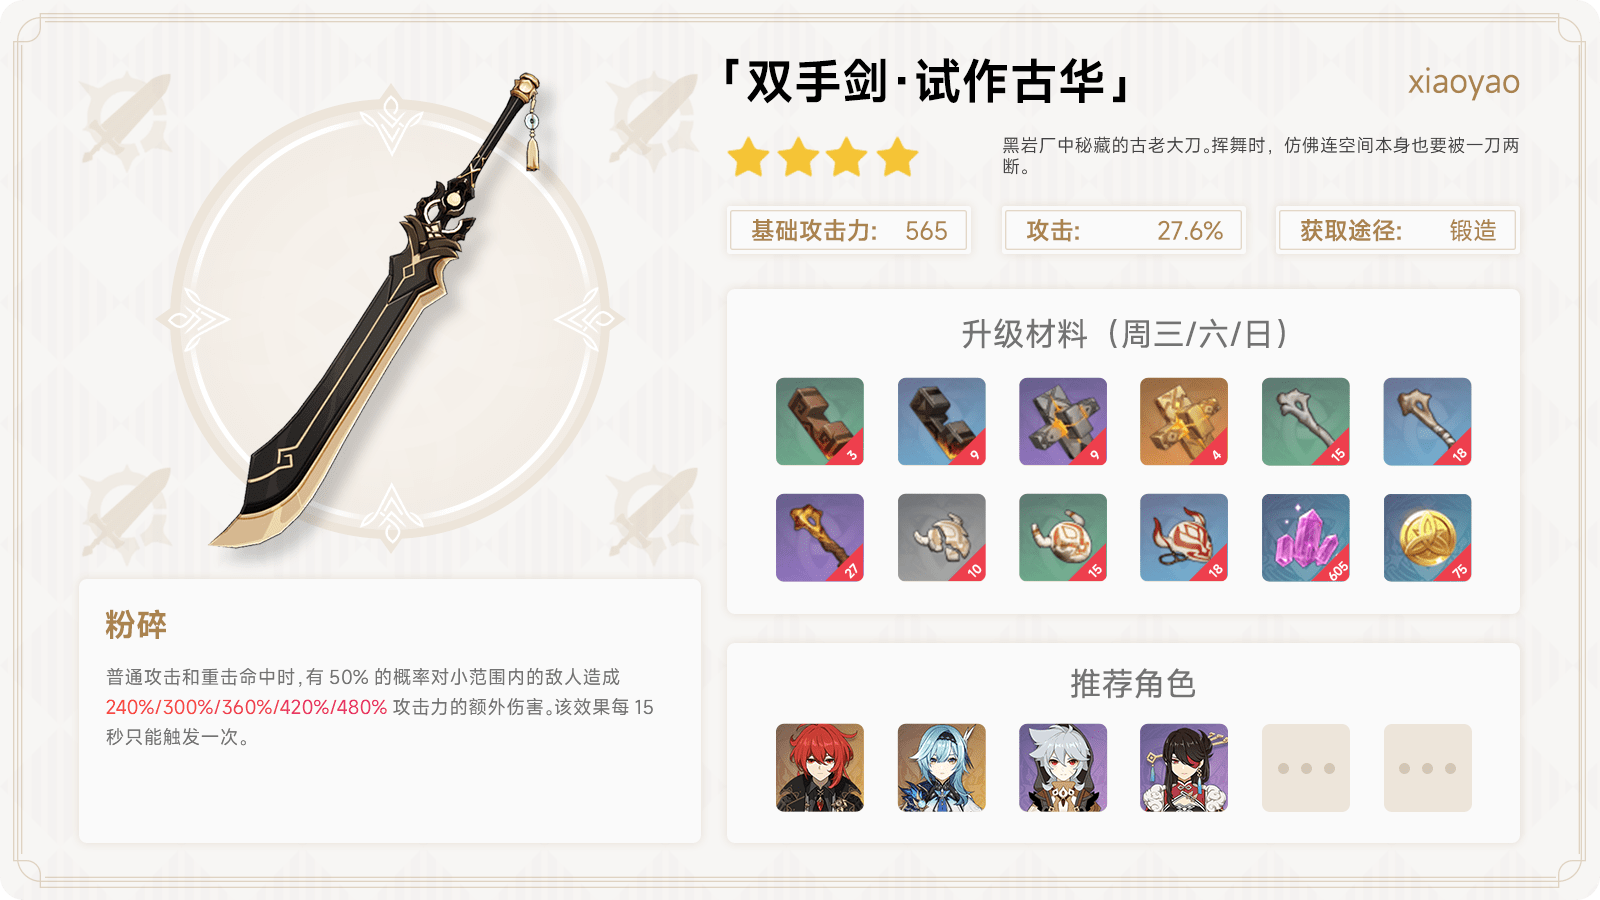 「双手剑·试作古华」
xiaoyao
黑岩厂中秘藏的古老大刀。挥舞时，仿佛连空间本身也要被一刀两
断。
基础攻击力: 565
攻击: 27.6%
获取途径: 锻造
升级材料（周三/六/日）
3 9 9 4 15 18
27 10 15 18 605 75
粉碎
普通攻击和重击命中时,有 50% 的概率对小范围内的敌人造成
240%/300%/360%/420%/480% 攻击力的额外伤害。该效果每 15
秒只能触发一次。
推荐角色